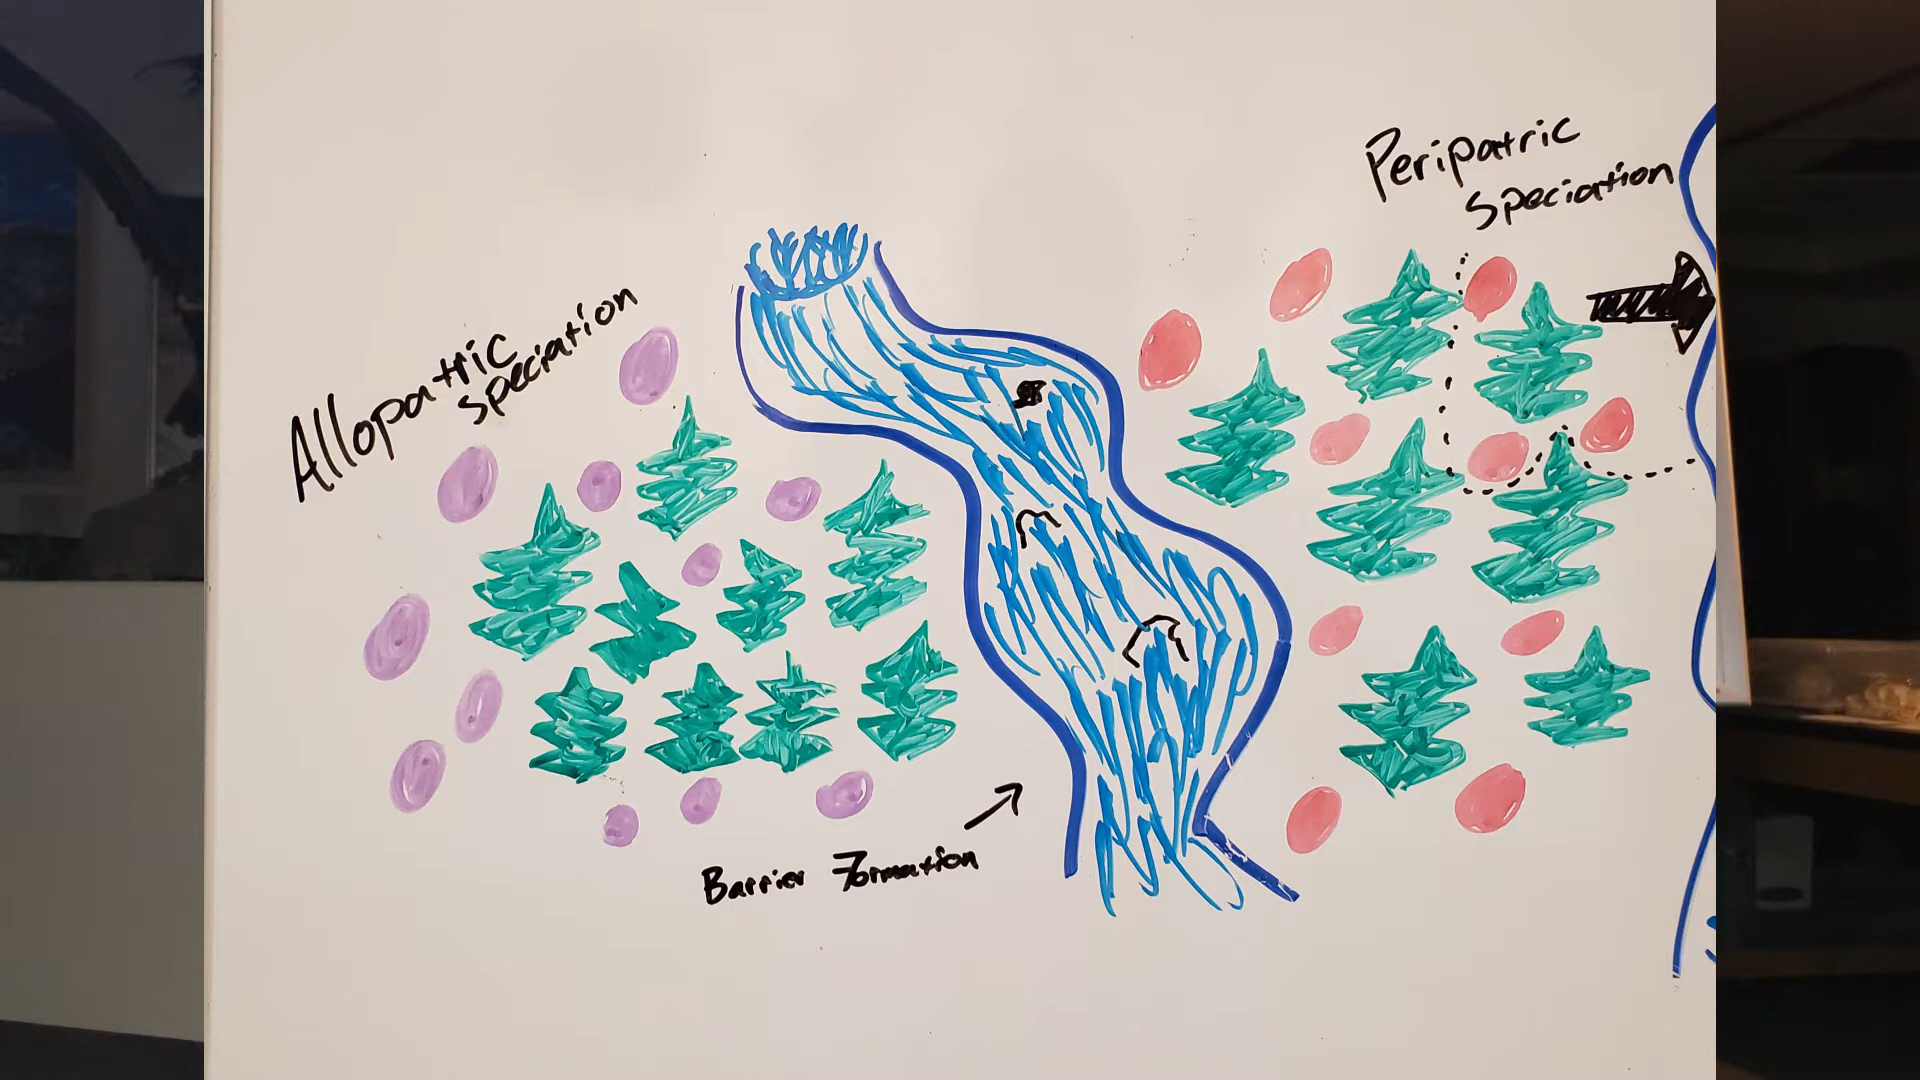 Allopatric
speciation
Peripatric
speciation
Barrier Formation